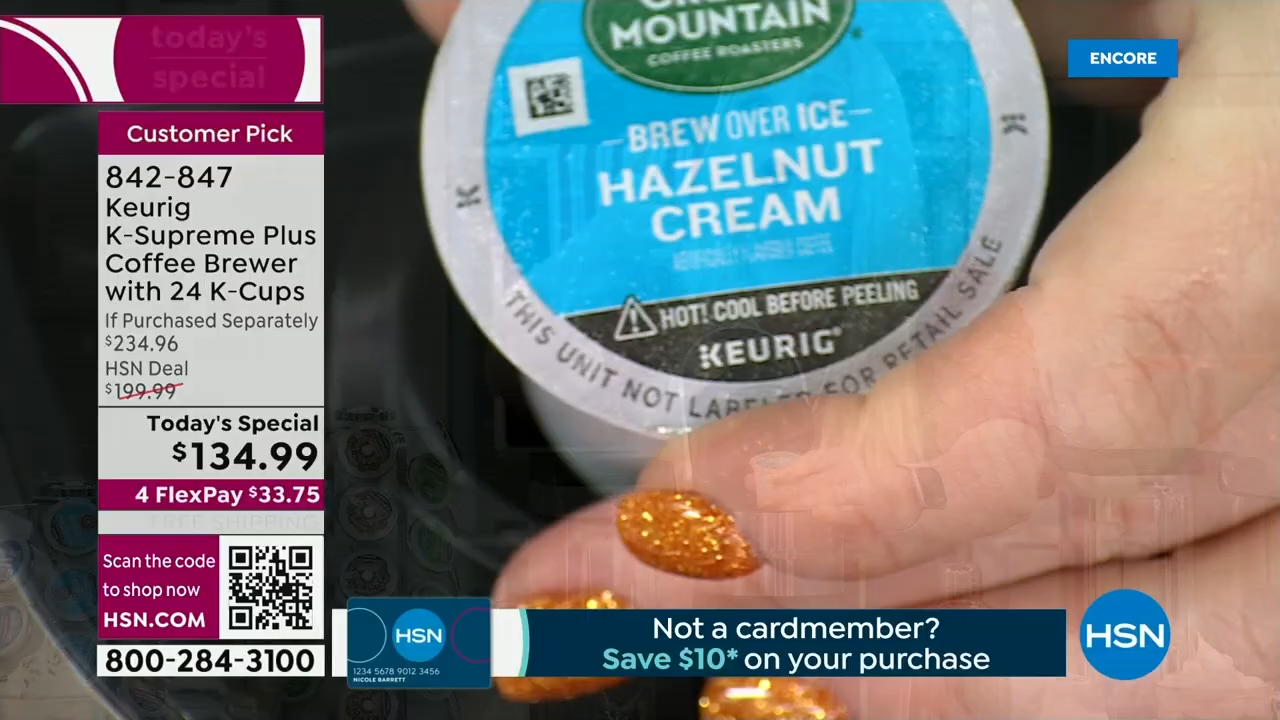 today's
special
Customer Pick
842-847
Keurig
K-Supreme Plus
Coffee Brewer
with 24 K-Cups
If Purchased Separately
$234.96
HSN Deal
$199.99
Today's Special
$134.99
4 FlexPay $33.75
FREE SHIPPING
Scan the code
to shop now
HSN.COM
800-284-3100
MOUNTAIN
COFFEE ROASTERS
BREW OVER ICE
HAZELNUT
CREAM
ARTIFICIALLY FLAVORED COFFEE
HOT! COOL BEFORE PEELING
KEURIG®
THIS UNIT NOT LABELED FOR RETAIL SALE
ENCORE
HSN
1234 5678 9012 3456
NICOLE BARRETT
Not a cardmember?
Save $10* on your purchase
HSN